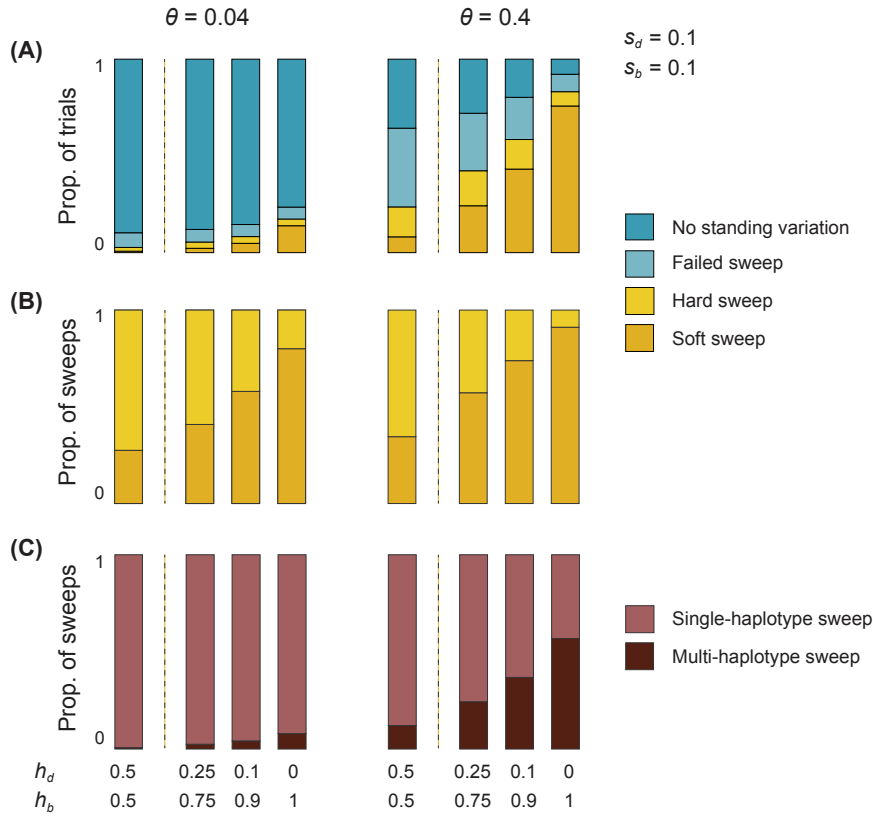 θ = 0.04
θ = 0.4
s_d = 0.1
s_b = 0.1
(A)
Prop. of trials
1
0
No standing variation
Failed sweep
Hard sweep
Soft sweep
(B)
Prop. of sweeps
1
0
(C)
Prop. of sweeps
1
0
Single-haplotype sweep
Multi-haplotype sweep
h_d 0.5 0.25 0.1 0 0.5 0.25 0.1 0
h_b 0.5 0.75 0.9 1 0.5 0.75 0.9 1